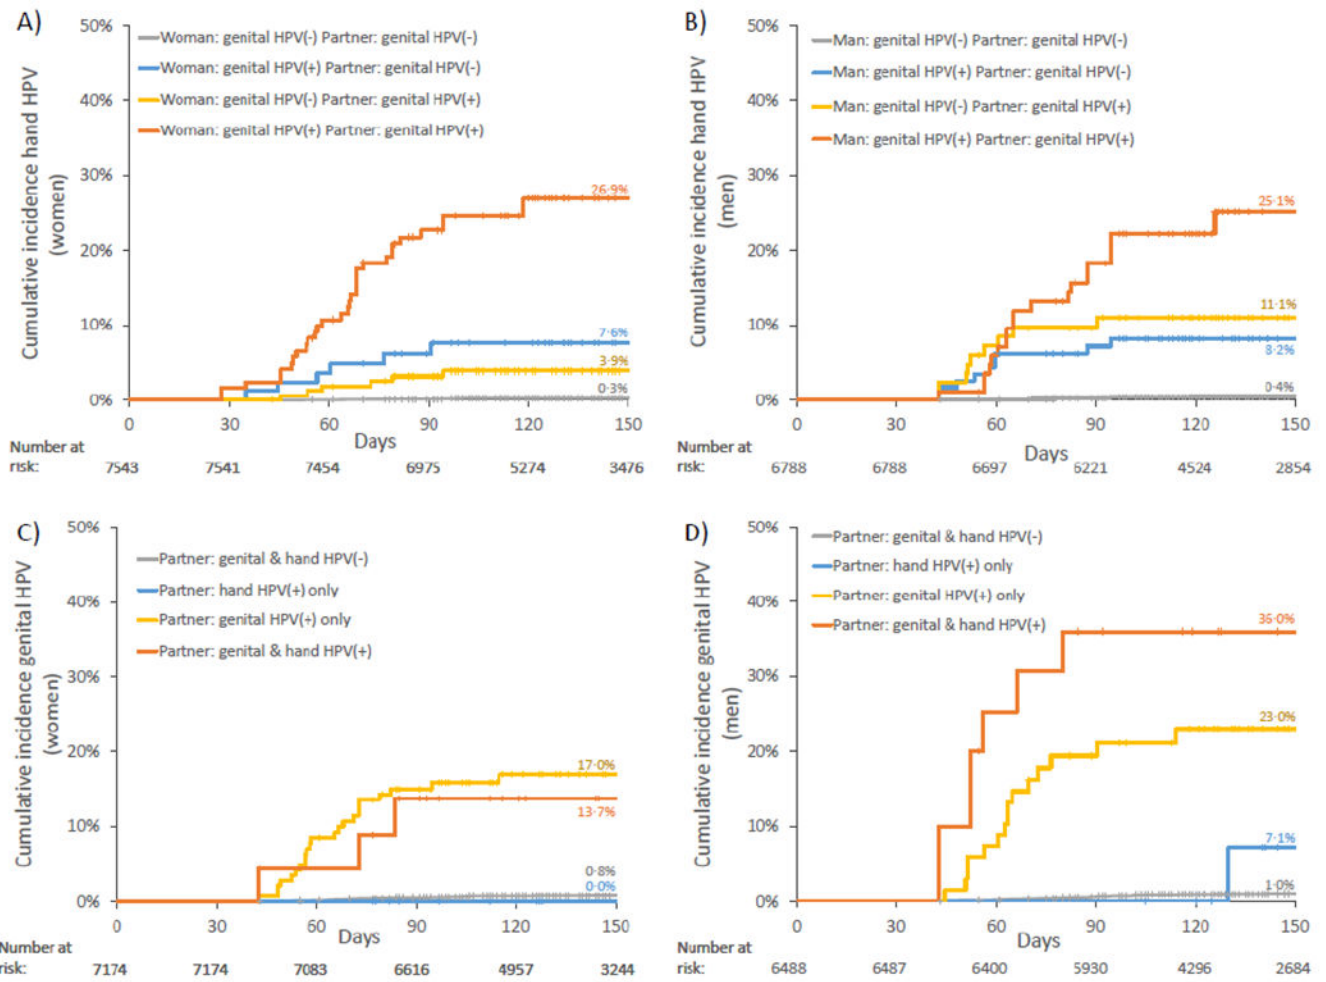 A)
50%
40%
30%
20%
10%
0%
Cumulative incidence hand HPV
(women)
Woman: genital HPV(-) Partner: genital HPV(-)
Woman: genital HPV(+) Partner: genital HPV(-)
Woman: genital HPV(-) Partner: genital HPV(+)
Woman: genital HPV(+) Partner: genital HPV(+)
26·9%
7·6%
3·9%
0·3%
0 30 60 90 120 150
Days
Number at
risk: 7543 7541 7454 6975 5274 3476
B)
50%
40%
30%
20%
10%
0%
Cumulative incidence hand HPV
(men)
Man: genital HPV(-) Partner: genital HPV(-)
Man: genital HPV(+) Partner: genital HPV(-)
Man: genital HPV(-) Partner: genital HPV(+)
Man: genital HPV(+) Partner: genital HPV(+)
25·1%
11·1%
8·2%
0·4%
0 30 60 90 120 150
Days
Number at
risk: 6788 6788 6697 6221 4524 2854
C)
50%
40%
30%
20%
10%
0%
Cumulative incidence genital HPV
(women)
Partner: genital & hand HPV(-)
Partner: hand HPV(+) only
Partner: genital HPV(+) only
Partner: genital & hand HPV(+)
17·0%
13·7%
0·8%
0·0%
0 30 60 90 120 150
Days
Number at
risk: 7174 7174 7083 6616 4957 3244
D)
50%
40%
30%
20%
10%
0%
Cumulative incidence genital HPV
(men)
Partner: genital & hand HPV(-)
Partner: hand HPV(+) only
Partner: genital HPV(+) only
Partner: genital & hand HPV(+)
36·0%
23·0%
7·1%
1·0%
0 30 60 90 120 150
Days
Number at
risk: 6488 6487 6400 5930 4296 2684